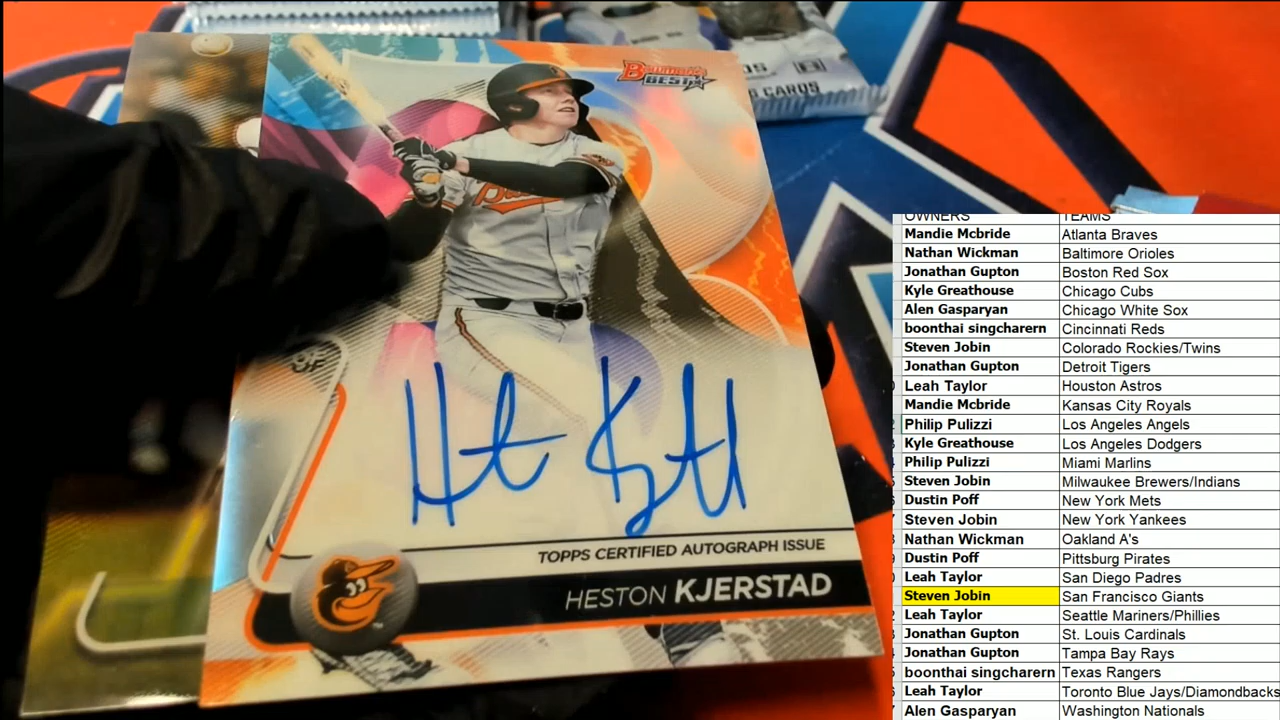 CARDS
Bowman's
BEST
OF
TOPPS CERTIFIED AUTOGRAPH ISSUE
HESTON KJERSTAD
OWNERS TEAMS
Mandie Mcbride Atlanta Braves
Nathan Wickman Baltimore Orioles
Jonathan Gupton Boston Red Sox
Kyle Greathouse Chicago Cubs
Alen Gasparyan Chicago White Sox
boonthai singcharern Cincinnati Reds
Steven Jobin Colorado Rockies/Twins
Jonathan Gupton Detroit Tigers
Leah Taylor Houston Astros
Mandie Mcbride Kansas City Royals
Philip Pulizzi Los Angeles Angels
Kyle Greathouse Los Angeles Dodgers
Philip Pulizzi Miami Marlins
Steven Jobin Milwaukee Brewers/Indians
Dustin Poff New York Mets
Steven Jobin New York Yankees
Nathan Wickman Oakland A's
Dustin Poff Pittsburg Pirates
Leah Taylor San Diego Padres
Steven Jobin San Francisco Giants
Leah Taylor Seattle Mariners/Phillies
Jonathan Gupton St. Louis Cardinals
Jonathan Gupton Tampa Bay Rays
boonthai singcharern Texas Rangers
Leah Taylor Toronto Blue Jays/Diamondbacks
Alen Gasparyan Washington Nationals